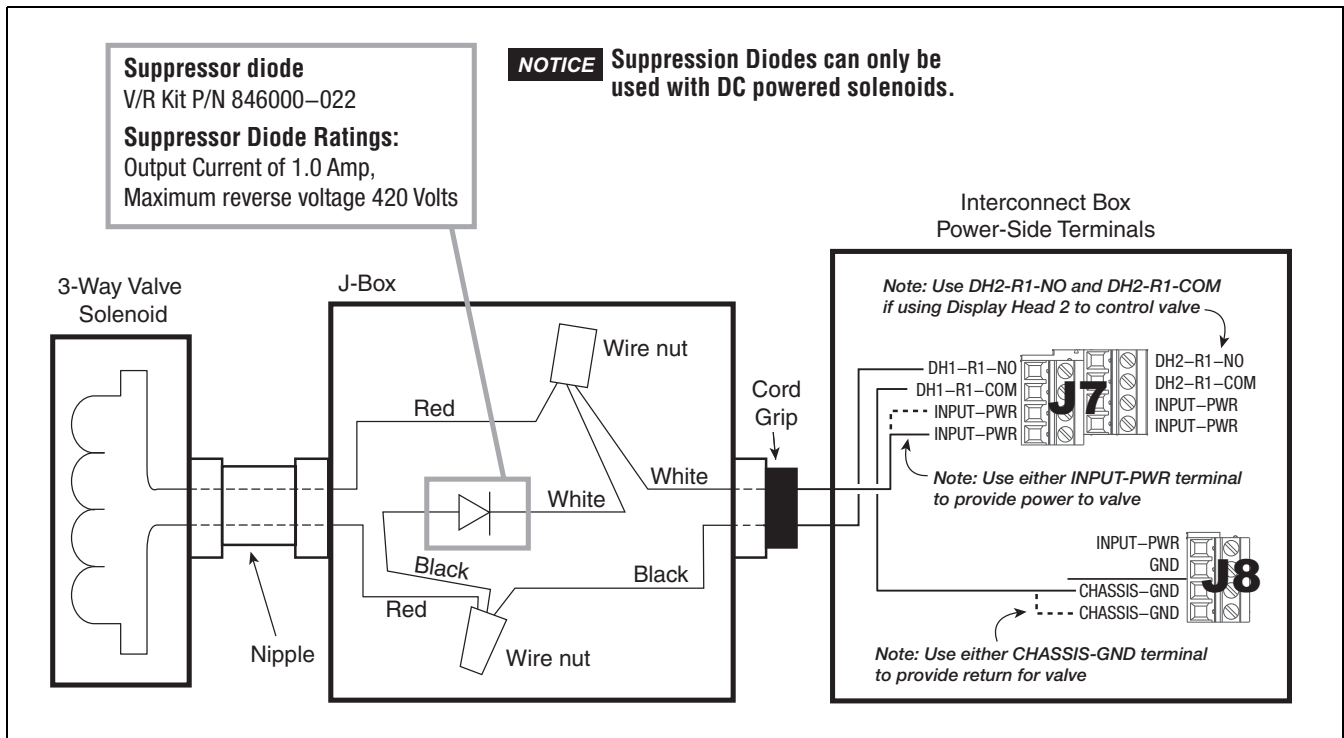 Suppressor diode
V/R Kit P/N 846000–022
Suppressor Diode Ratings:
Output Current of 1.0 Amp,
Maximum reverse voltage 420 Volts
NOTICE Suppression Diodes can only be
used with DC powered solenoids.
3-Way Valve
Solenoid
J-Box
Wire nut
Red
White
White
Black
Black
Red
Wire nut
Nipple
Cord
Grip
Interconnect Box
Power-Side Terminals
Note: Use DH2-R1-NO and DH2-R1-COM
if using Display Head 2 to control valve
DH1–R1–NO
DH1–R1–COM
INPUT–PWR
INPUT–PWR
J7
DH2–R1–NO
DH2–R1–COM
INPUT–PWR
INPUT–PWR
Note: Use either INPUT-PWR terminal
to provide power to valve
INPUT–PWR
GND
CHASSIS–GND
CHASSIS–GND
J8
Note: Use either CHASSIS-GND terminal
to provide return for valve